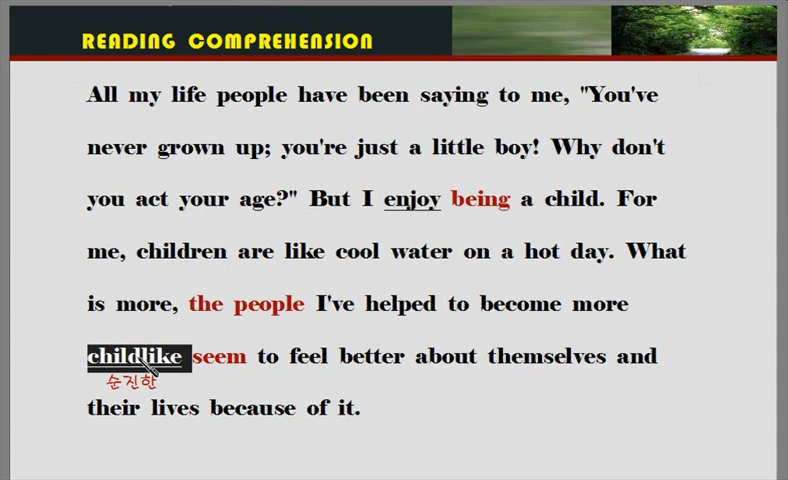 READING COMPREHENSION
All my life people have been saying to me, "You've
never grown up; you're just a little boy! Why don't
you act your age?" But I enjoy being a child. For
me, children are like cool water on a hot day. What
is more, the people I've helped to become more
childlike seem to feel better about themselves and
순진한
their lives because of it.